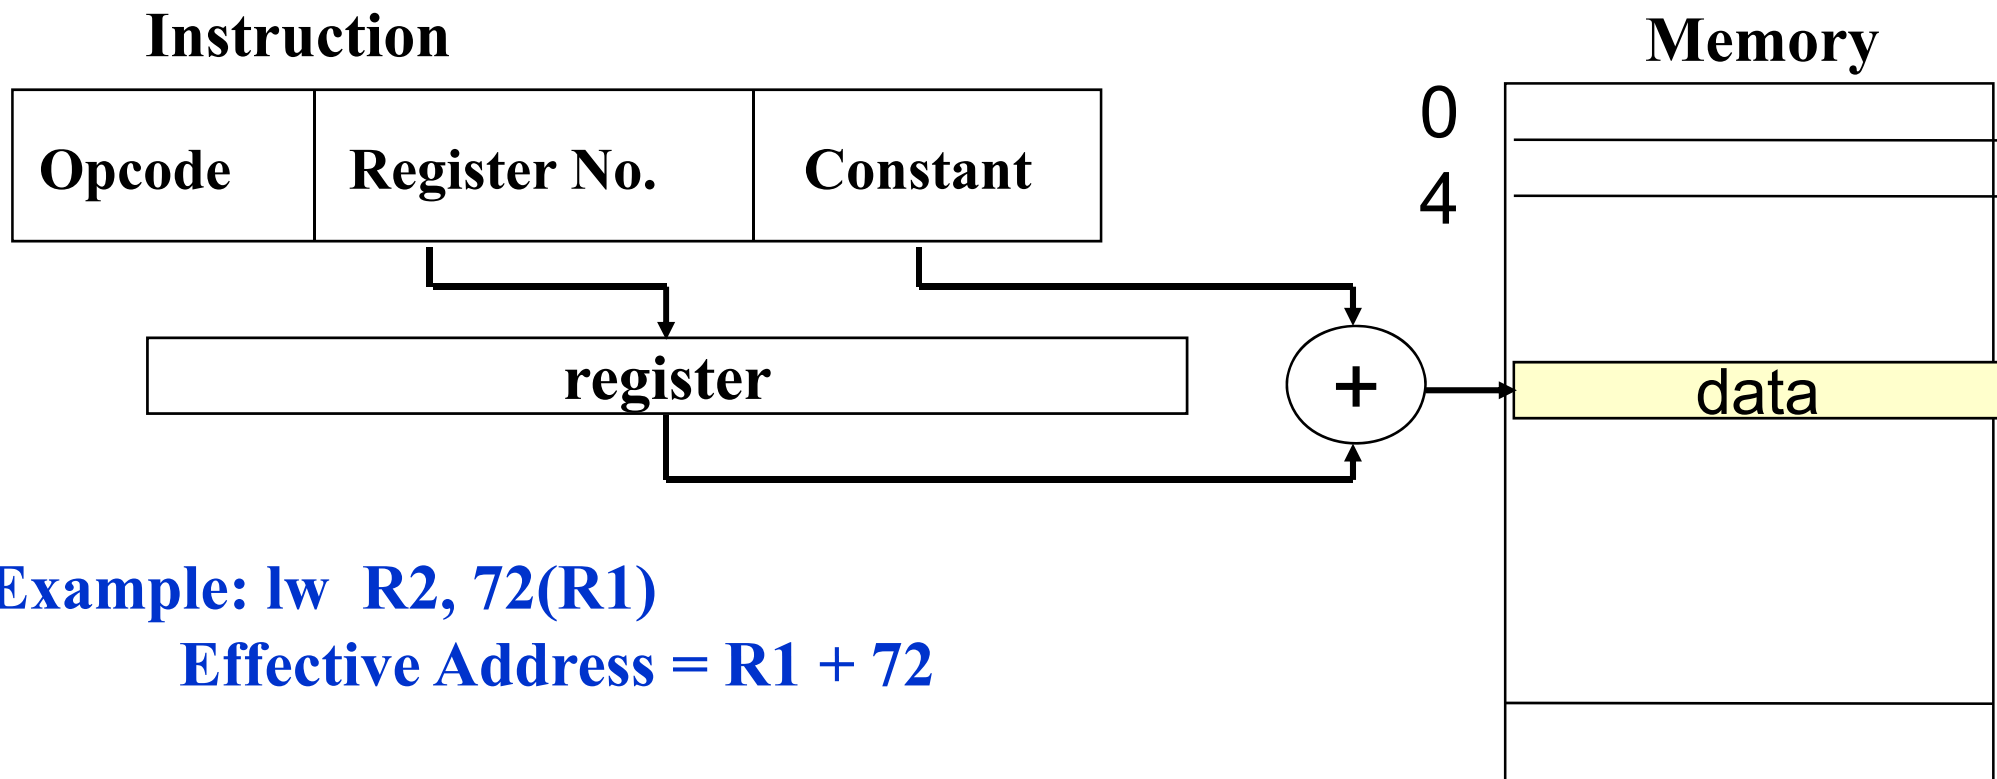 Instruction
Memory
Opcode Register No. Constant
0
4
register
+
data
Example: lw R2, 72(R1)
Effective Address = R1 + 72